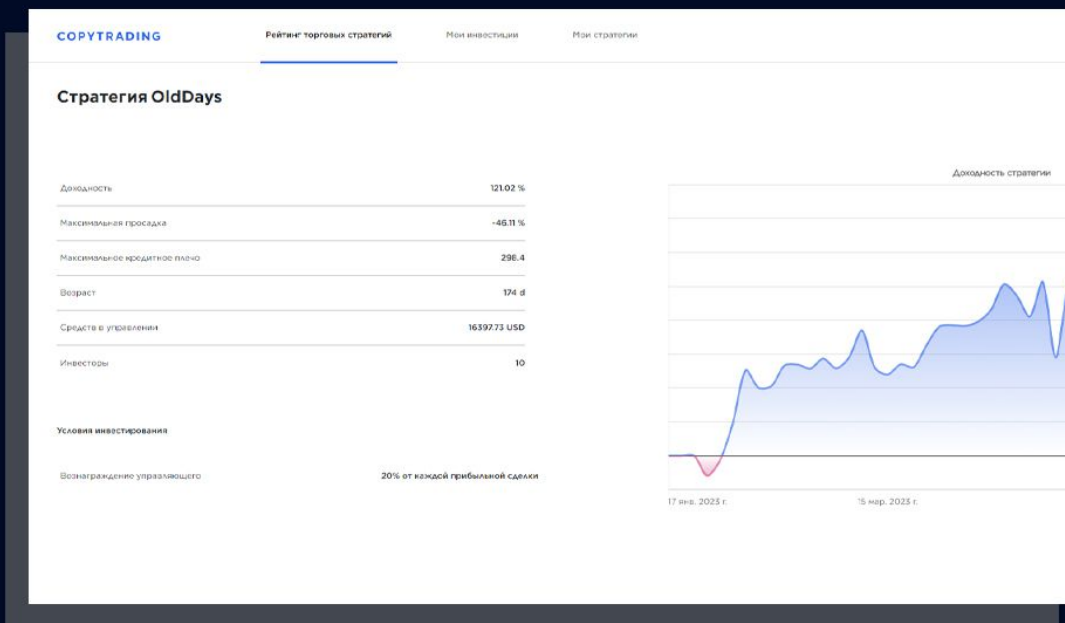 COPYTRADING
Рейтинг торговых стратегий
Мои инвестиции
Мои стратегии
Стратегия OldDays
Доходность 121.02 %
Максимальная просадка -46.11 %
Максимальное кредитное плечо 298.4
Возраст 174 d
Средств в управлении 16397.73 USD
Инвесторы 10
Условия инвестирования
Вознаграждение управляющего 20% от каждой прибыльной сделки
Доходность стратегии
17 янв. 2023 г.
15 мар. 2023 г.